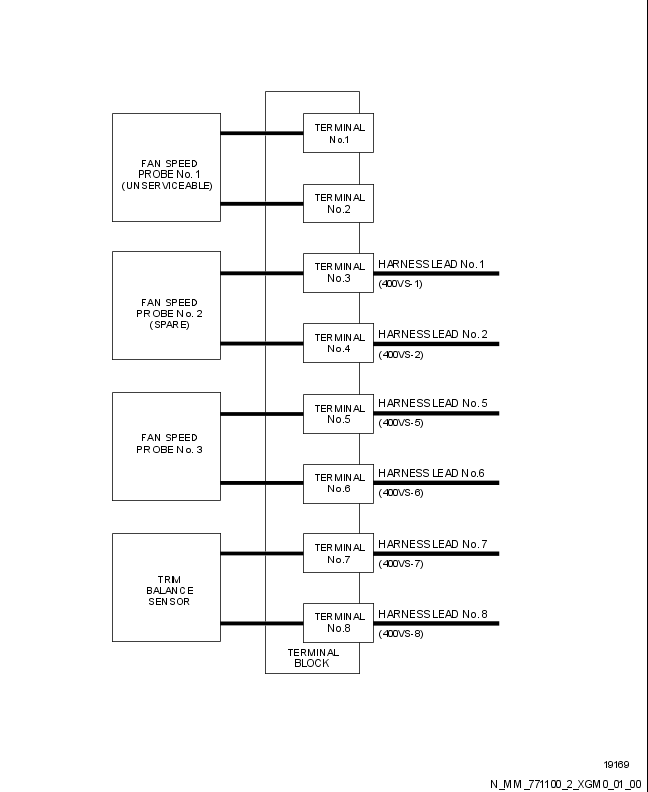 FAN SPEED
PROBE No. 1
(UNSERVICEABLE)
TERMINAL
No.1
TERMINAL
No.2
FAN SPEED
PROBE No. 2
(SPARE)
TERMINAL
No.3
HARNESS LEAD No. 1
(400VS-1)
TERMINAL
No.4
HARNESS LEAD No. 2
(400VS-2)
FAN SPEED
PROBE No. 3
TERMINAL
No.5
HARNESS LEAD No. 5
(400VS-5)
TERMINAL
No.6
HARNESS LEAD No.6
(400VS-6)
TRIM
BALANCE
SENSOR
TERMINAL
No.7
HARNESS LEAD No. 7
(400VS-7)
TERMINAL
No.8
HARNESS LEAD No. 8
(400VS-8)
TERMINAL
BLOCK
19169
N_MM_771100_2_XGM0_01_00